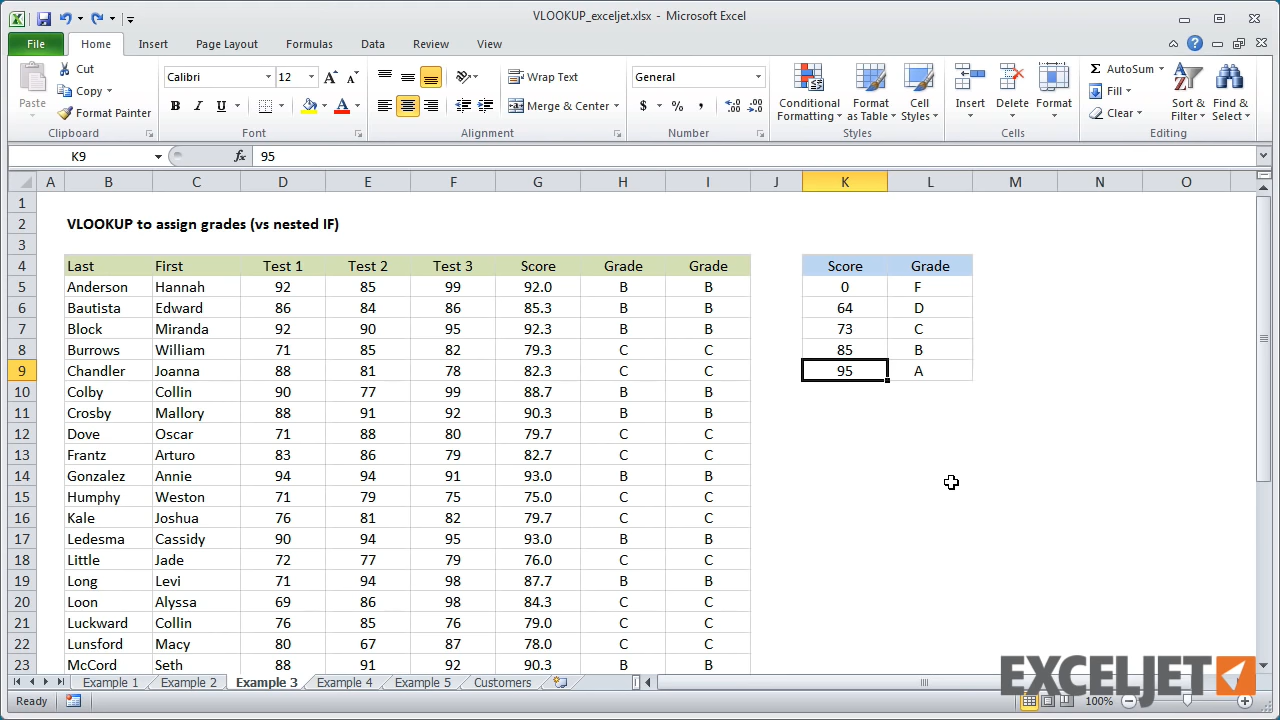 VLOOKUP_exceljet.xlsx - Microsoft Excel
File Home Insert Page Layout Formulas Data Review View
Paste Cut Copy Format Painter Clipboard
Calibri 12 B I U A Font
Wrap Text Merge & Center Alignment
General $ % , Number
Conditional Formatting Format as Table Cell Styles Styles
Insert Delete Format Cells
AutoSum Fill Clear Sort & Filter Find & Select Editing
K9 fx 95
A B C D E F G H I J K L M N O
1
2 VLOOKUP to assign grades (vs nested IF)
3
4 Last First Test 1 Test 2 Test 3 Score Grade Grade Score Grade
5 Anderson Hannah 92 85 99 92.0 B B 0 F
6 Bautista Edward 86 84 86 85.3 B B 64 D
7 Block Miranda 92 90 95 92.3 B B 73 C
8 Burrows William 71 85 82 79.3 C C 85 B
9 Chandler Joanna 88 81 78 82.3 C C 95 A
10 Colby Collin 90 77 99 88.7 B B
11 Crosby Mallory 88 91 92 90.3 B B
12 Dove Oscar 71 88 80 79.7 C C
13 Frantz Arturo 83 86 79 82.7 C C
14 Gonzalez Annie 94 94 91 93.0 B B
15 Humphy Weston 71 79 75 75.0 C C
16 Kale Joshua 76 81 82 79.7 C C
17 Ledesma Cassidy 90 94 95 93.0 B B
18 Little Jade 72 77 79 76.0 C C
19 Long Levi 71 94 98 87.7 B B
20 Loon Alyssa 69 86 98 84.3 C C
21 Luckward Collin 76 85 76 79.0 C C
22 Lunsford Macy 80 67 87 78.0 C C
23 McCord Seth 88 91 92 90.3 B B
Example 1 Example 2 Example 3 Example 4 Example 5 Customers
EXCELJET
Ready 100%